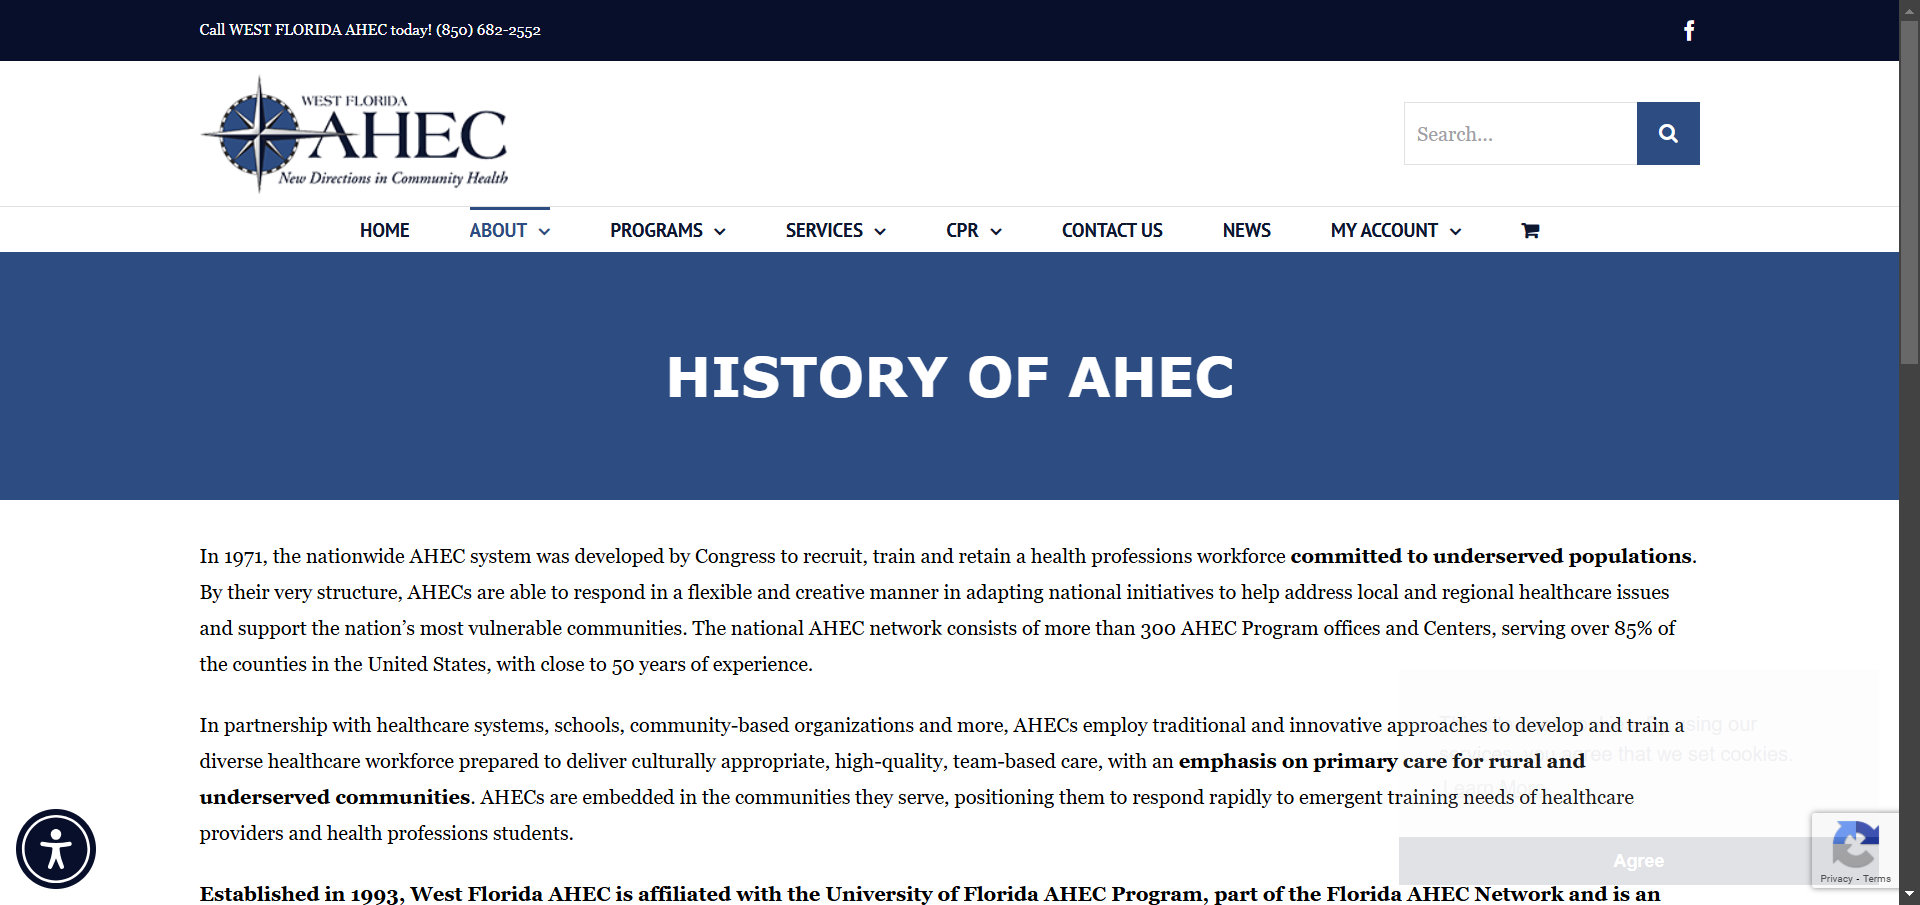 Call WEST FLORIDA AHEC today! (850) 682-2552
WEST FLORIDA
AHEC
New Directions in Community Health
Search...
HOME
ABOUT
PROGRAMS
SERVICES
CPR
CONTACT US
NEWS
MY ACCOUNT
HISTORY OF AHEC
In 1971, the nationwide AHEC system was developed by Congress to recruit, train and retain a health professions workforce committed to underserved populations.
By their very structure, AHECs are able to respond in a flexible and creative manner in adapting national initiatives to help address local and regional healthcare issues
and support the nation’s most vulnerable communities. The national AHEC network consists of more than 300 AHEC Program offices and Centers, serving over 85% of
the counties in the United States, with close to 50 years of experience.
In partnership with healthcare systems, schools, community-based organizations and more, AHECs employ traditional and innovative approaches to develop and train a
diverse healthcare workforce prepared to deliver culturally appropriate, high-quality, team-based care, with an emphasis on primary care for rural and
underserved communities. AHECs are embedded in the communities they serve, positioning them to respond rapidly to emergent training needs of healthcare
providers and health professions students.
Established in 1993, West Florida AHEC is affiliated with the University of Florida AHEC Program, part of the Florida AHEC Network and is an
using our
services, you agree that we set cookies.
Learn
Agree
Privacy - Terms